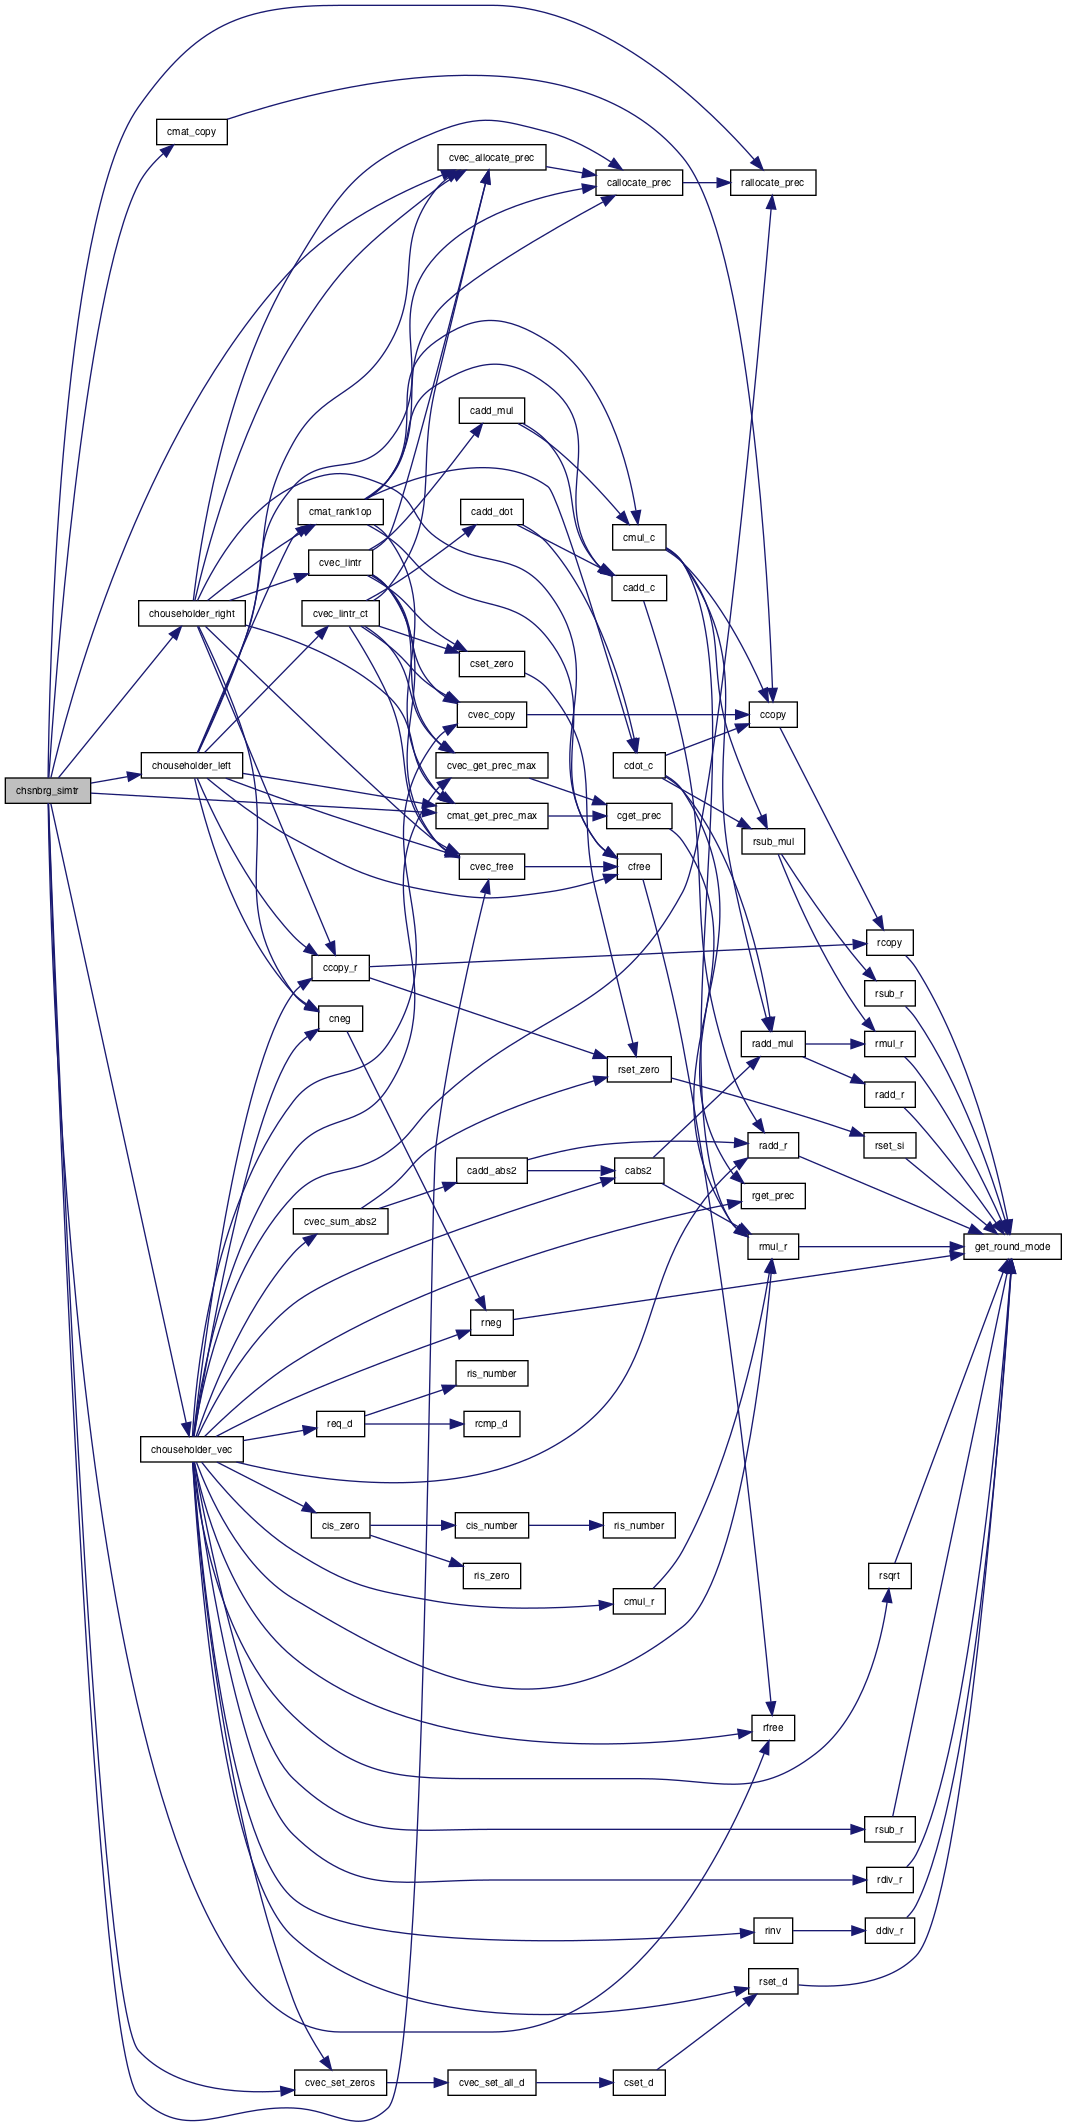 cmat_copy
cvec_allocate_prec
callocate_prec
rallocate_prec
cadd_mul
cmat_rank1op
cadd_dot
cmul_c
cvec_lintr
cadd_c
chouseholder_right
cvec_lintr_ct
cset_zero
cvec_copy
ccopy
chouseholder_left
cvec_get_prec_max
cdot_c
chsnbrg_simtr
cmat_get_prec_max
cget_prec
rsub_mul
cvec_free
cfree
rcopy
ccopy_r
rsub_r
cneg
radd_mul
rmul_r
rset_zero
radd_r
radd_r
rset_si
cadd_abs2
cabs2
rget_prec
cvec_sum_abs2
rmul_r
get_round_mode
rneg
ris_number
req_d
rcmp_d
chouseholder_vec
cis_zero
cis_number
ris_number
ris_zero
rsqrt
cmul_r
rfree
rsub_r
rdiv_r
rinv
ddiv_r
rset_d
cvec_set_zeros
cvec_set_all_d
cset_d